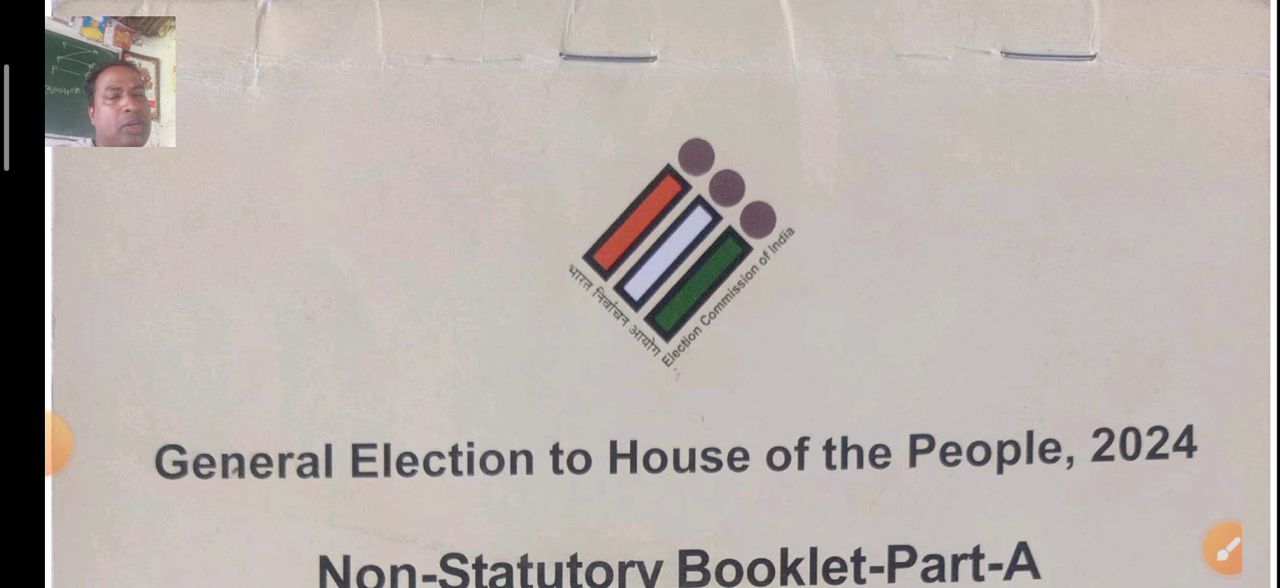 भारत निर्वाचन आयोग
Election Commission of India
General Election to House of the People, 2024
Non-Statutory Booklet-Part-A